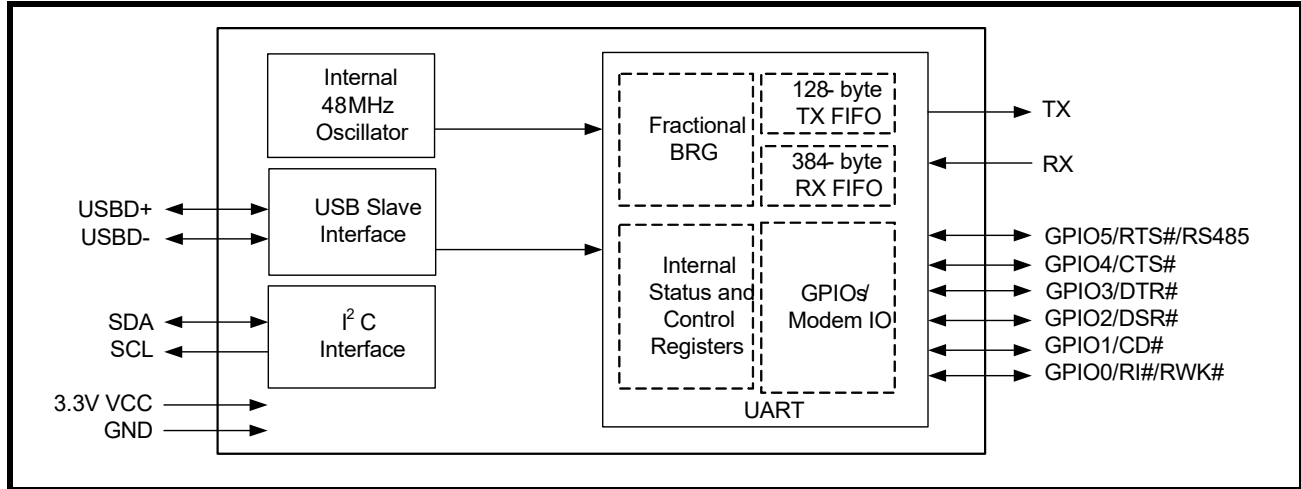 Internal
48MHz
Oscillator
USB Slave
Interface
I² C
Interface
USBD+
USBD-
SDA
SCL
3.3V VCC
GND
Fractional
BRG
128- byte
TX FIFO
384- byte
RX FIFO
Internal
Status and
Control
Registers
GPIOs/
Modem IO
UART
TX
RX
GPIO5/RTS#/RS485
GPIO4/CTS#
GPIO3/DTR#
GPIO2/DSR#
GPIO1/CD#
GPIO0/RI#/RWK#